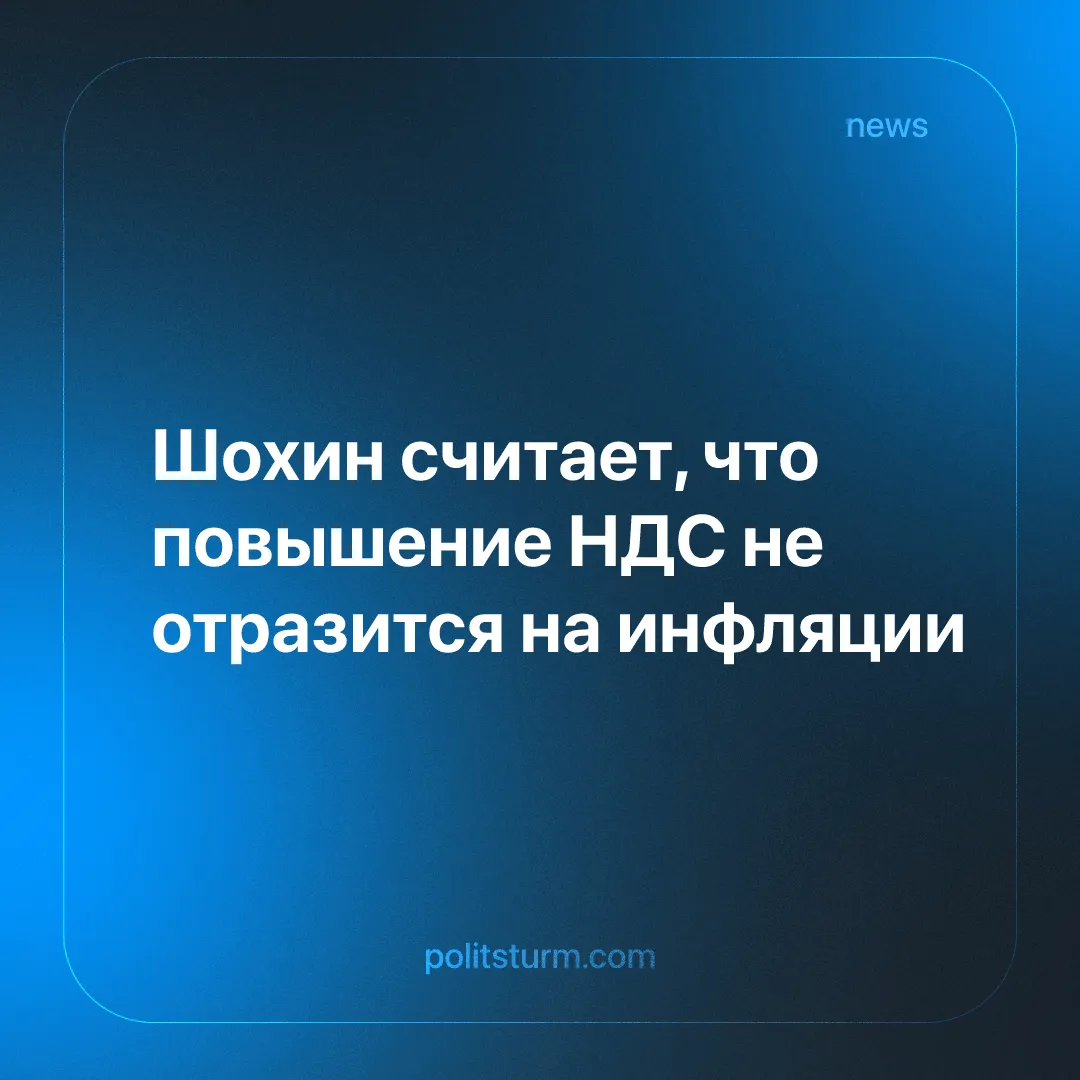 news
Шохин считает, что
повышение НДС не
отразится на инфляции
politsturm.com